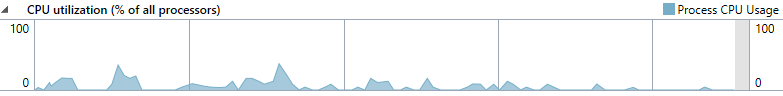 CPU utilization (% of all processors)
Process CPU Usage
100
100
0
0